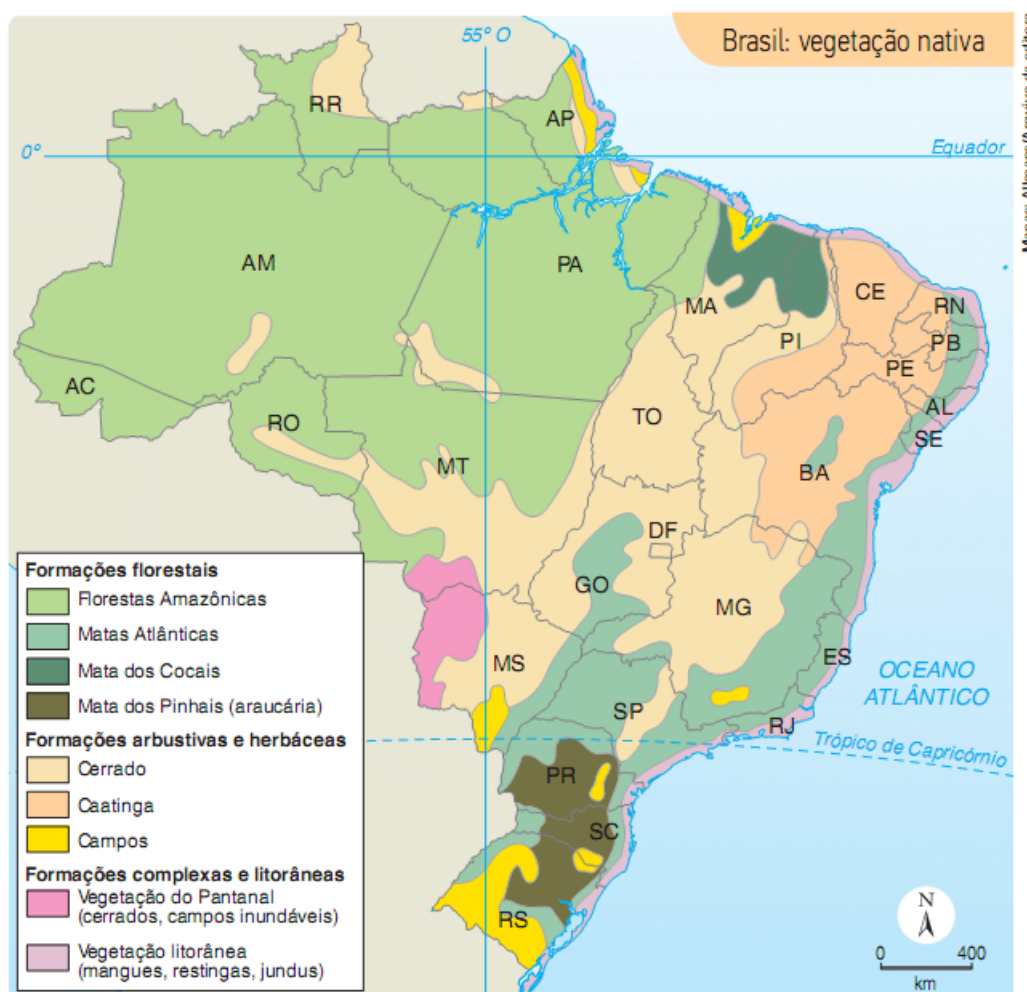 Brasil: vegetação nativa
55º O
RR
AP
0º
Equador
AM
PA
MA
CE
RN
PB
PI
PE
AC
AL
SE
TO
RO
BA
MT
DF
GO
MG
MS
ES
OCEANO
ATLÂNTICO
SP
RJ
Trópico de Capricórnio
PR
SC
RS
Formações florestais
Florestas Amazônicas
Matas Atlânticas
Mata dos Cocais
Mata dos Pinhais (araucária)
Formações arbustivas e herbáceas
Cerrado
Caatinga
Campos
Formações complexas e litorâneas
Vegetação do Pantanal
(cerrados, campos inundáveis)
Vegetação litorânea
(mangues, restingas, jundus)
N
0 400
km